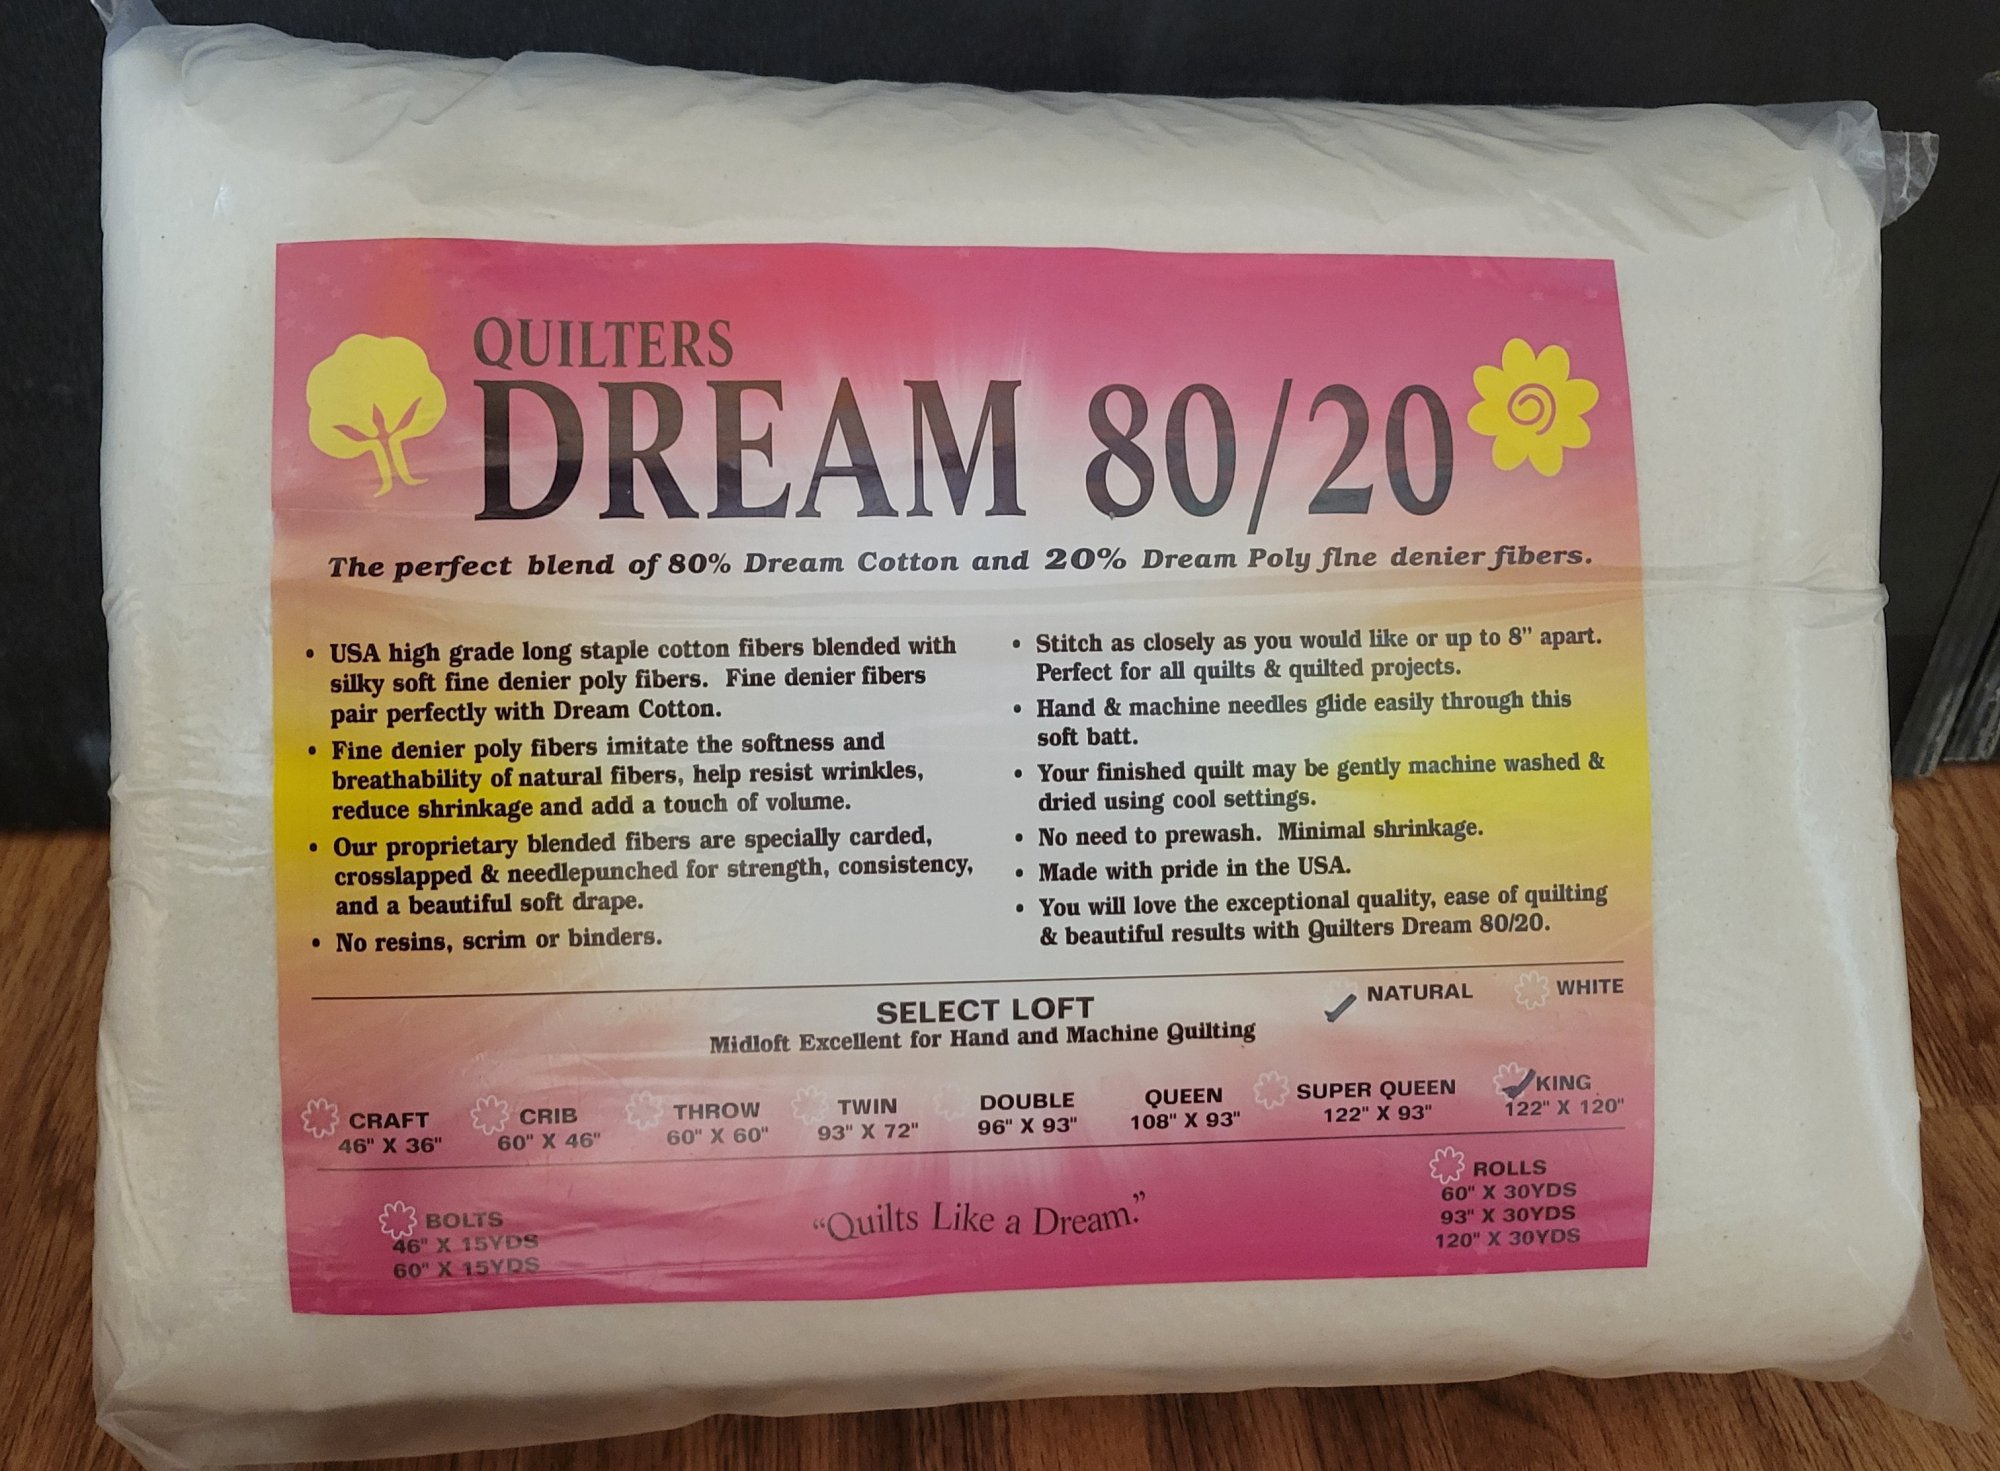 QUILTERS
DREAM 80/20
The perfect blend of 80% Dream Cotton and 20% Dream Poly fine denier fibers.
• USA high grade long staple cotton fibers blended with
silky soft fine denier poly fibers. Fine denier fibers
pair perfectly with Dream Cotton.
• Fine denier poly fibers imitate the softness and
breathability of natural fibers, help resist wrinkles,
reduce shrinkage and add a touch of volume.
• Our proprietary blended fibers are specially carded,
crosslapped & needlepunched for strength, consistency,
and a beautiful soft drape.
• No resins, scrim or binders.
• Stitch as closely as you would like or up to 8" apart.
Perfect for all quilts & quilted projects.
• Hand & machine needles glide easily through this
soft batt.
• Your finished quilt may be gently machine washed &
dried using cool settings.
• No need to prewash. Minimal shrinkage.
• Made with pride in the USA.
• You will love the exceptional quality, ease of quilting
& beautiful results with Quilters Dream 80/20.
SELECT LOFT
Midloft Excellent for Hand and Machine Quilting
NATURAL
WHITE
CRAFT
46" X 36"
CRIB
60" X 46"
THROW
60" X 60"
TWIN
93" X 72"
DOUBLE
96" X 93"
QUEEN
108" X 93"
SUPER QUEEN
122" X 93"
KING
122" X 120"
BOLTS
46" X 15YDS
60" X 15YDS
"Quilts Like a Dream."
ROLLS
60" X 30YDS
93" X 30YDS
120" X 30YDS